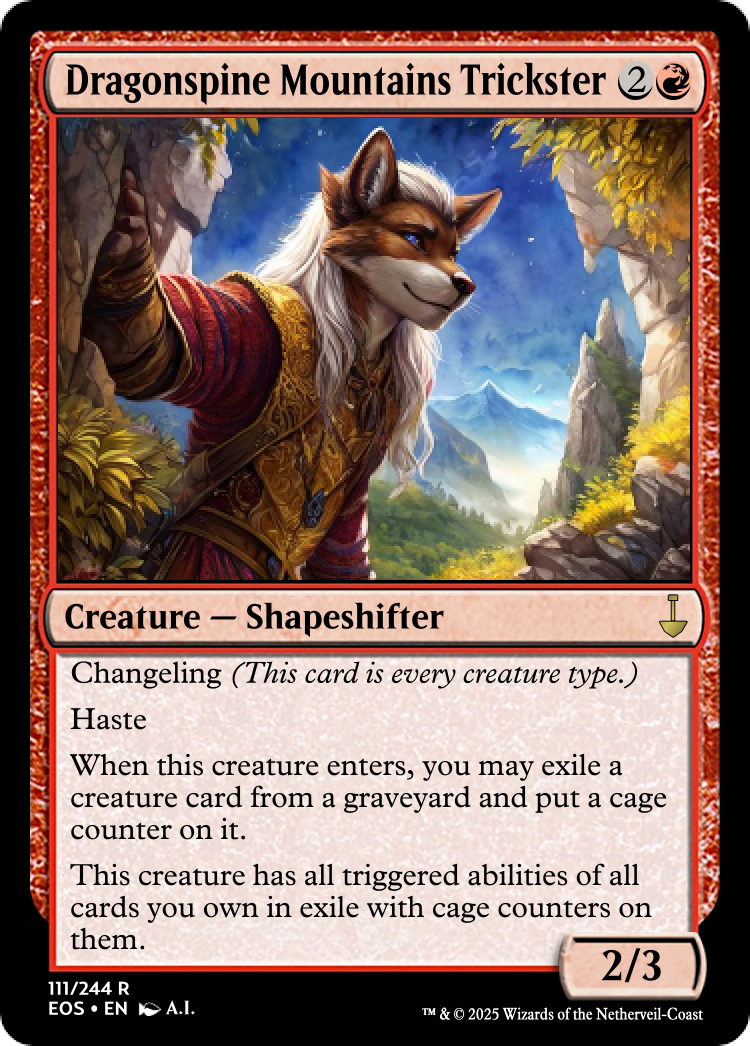 Dragonspine Mountains Trickster 2
Creature — Shapeshifter
Changeling (This card is every creature type.)
Haste
When this creature enters, you may exile a
creature card from a graveyard and put a cage
counter on it.
This creature has all triggered abilities of all
cards you own in exile with cage counters on
them.
2/3
111/244 R
EOS • EN A.I.
™ & © 2025 Wizards of the Netherveil-Coast